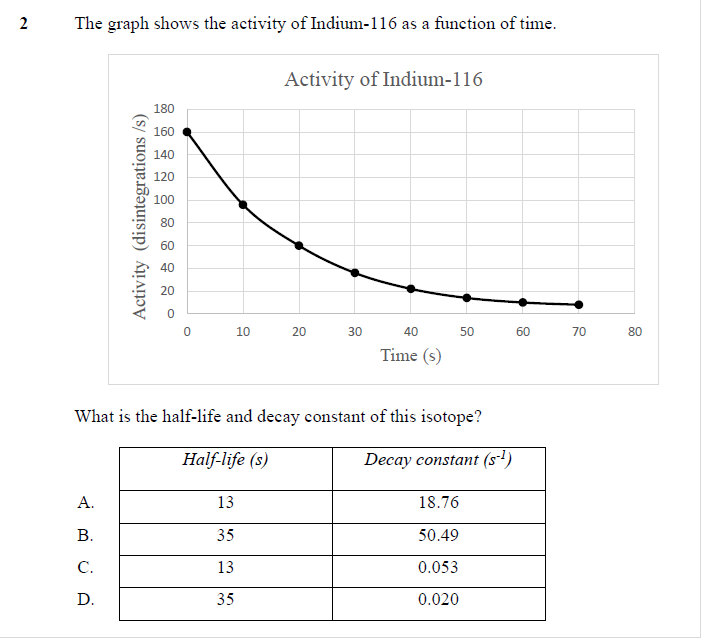 2 The graph shows the activity of Indium-116 as a function of time.
Activity of Indium-116
Activity (disintegrations /s)
180
160
140
120
100
80
60
40
20
0
0 10 20 30 40 50 60 70 80
Time (s)
What is the half-life and decay constant of this isotope?
Half-life (s) Decay constant (s-1)
A. 13 18.76
B. 35 50.49
C. 13 0.053
D. 35 0.020